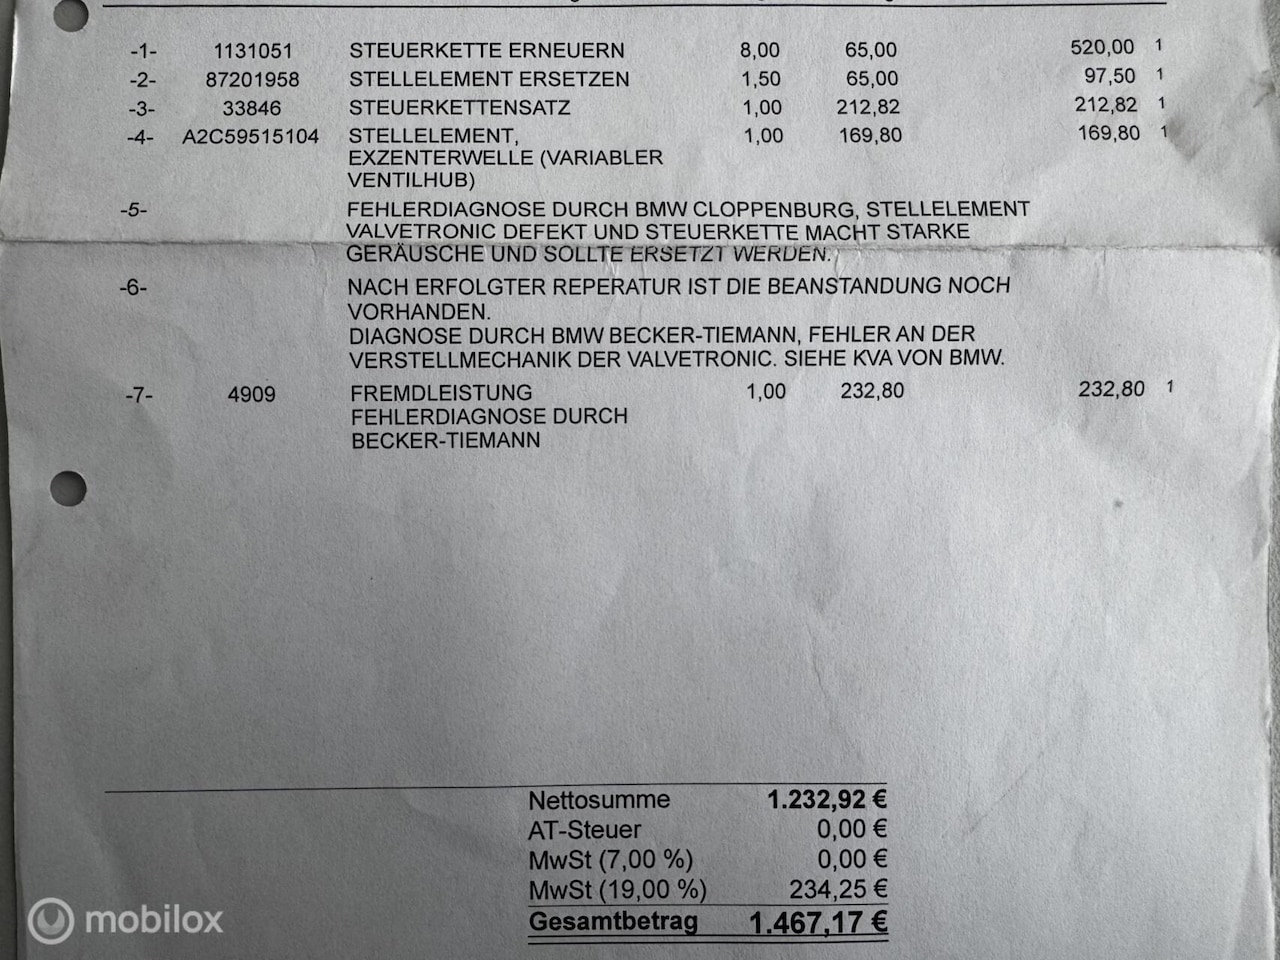 -1- 1131051 STEUERKETTE ERNEUERN 8,00 65,00 520,00 1
-2- 87201958 STELLELEMENT ERSETZEN 1,50 65,00 97,50 1
-3- 33846 STEUERKETTENSATZ 1,00 212,82 212,82 1
-4- A2C59515104 STELLELEMENT, 1,00 169,80 169,80 1
EXZENTERWELLE (VARIABLER
VENTILHUB)
-5- FEHLERDIAGNOSE DURCH BMW CLOPPENBURG, STELLELEMENT
VALVETRONIC DEFEKT UND STEUERKETTE MACHT STARKE
GERÄUSCHE UND SOLLTE ERSETZT WERDEN.
-6- NACH ERFOLGTER REPERATUR IST DIE BEANSTANDUNG NOCH
VORHANDEN.
DIAGNOSE DURCH BMW BECKER-TIEMANN, FEHLER AN DER
VERSTELLMECHANIK DER VALVETRONIC. SIEHE KVA VON BMW.
-7- 4909 FREMDLEISTUNG 1,00 232,80 232,80 1
FEHLERDIAGNOSE DURCH
BECKER-TIEMANN
Nettosumme 1.232,92 €
AT-Steuer 0,00 €
MwSt (7,00 %) 0,00 €
MwSt (19,00 %) 234,25 €
Gesamtbetrag 1.467,17 €
mobilox